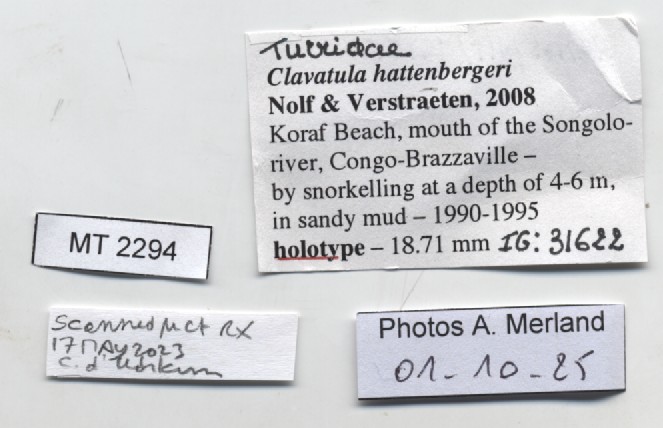 Turridae
Clavatula hattenbergeri
Nolf & Verstraeten, 2008
Koraf Beach, mouth of the Songolo-
river, Congo-Brazzaville –
by snorkelling at a depth of 4-6 m,
in sandy mud – 1990-1995
holotype – 18.71 mm IG: 31622
MT 2294
Scanned µct RX
17 MAY 2023
C. d'
Photos A. Merland
01-10-25